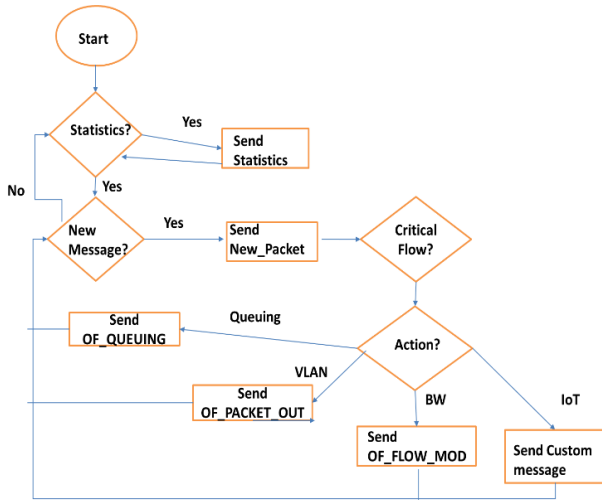 Start
Statistics?
Yes
Send
Statistics
No
Yes
New
Message?
Yes
Send
New_Packet
Critical
Flow?
Send
OF_QUEUING
Queuing
Action?
VLAN
Send
OF_PACKET_OUT
BW
IoT
Send
OF_FLOW_MOD
Send Custom
message